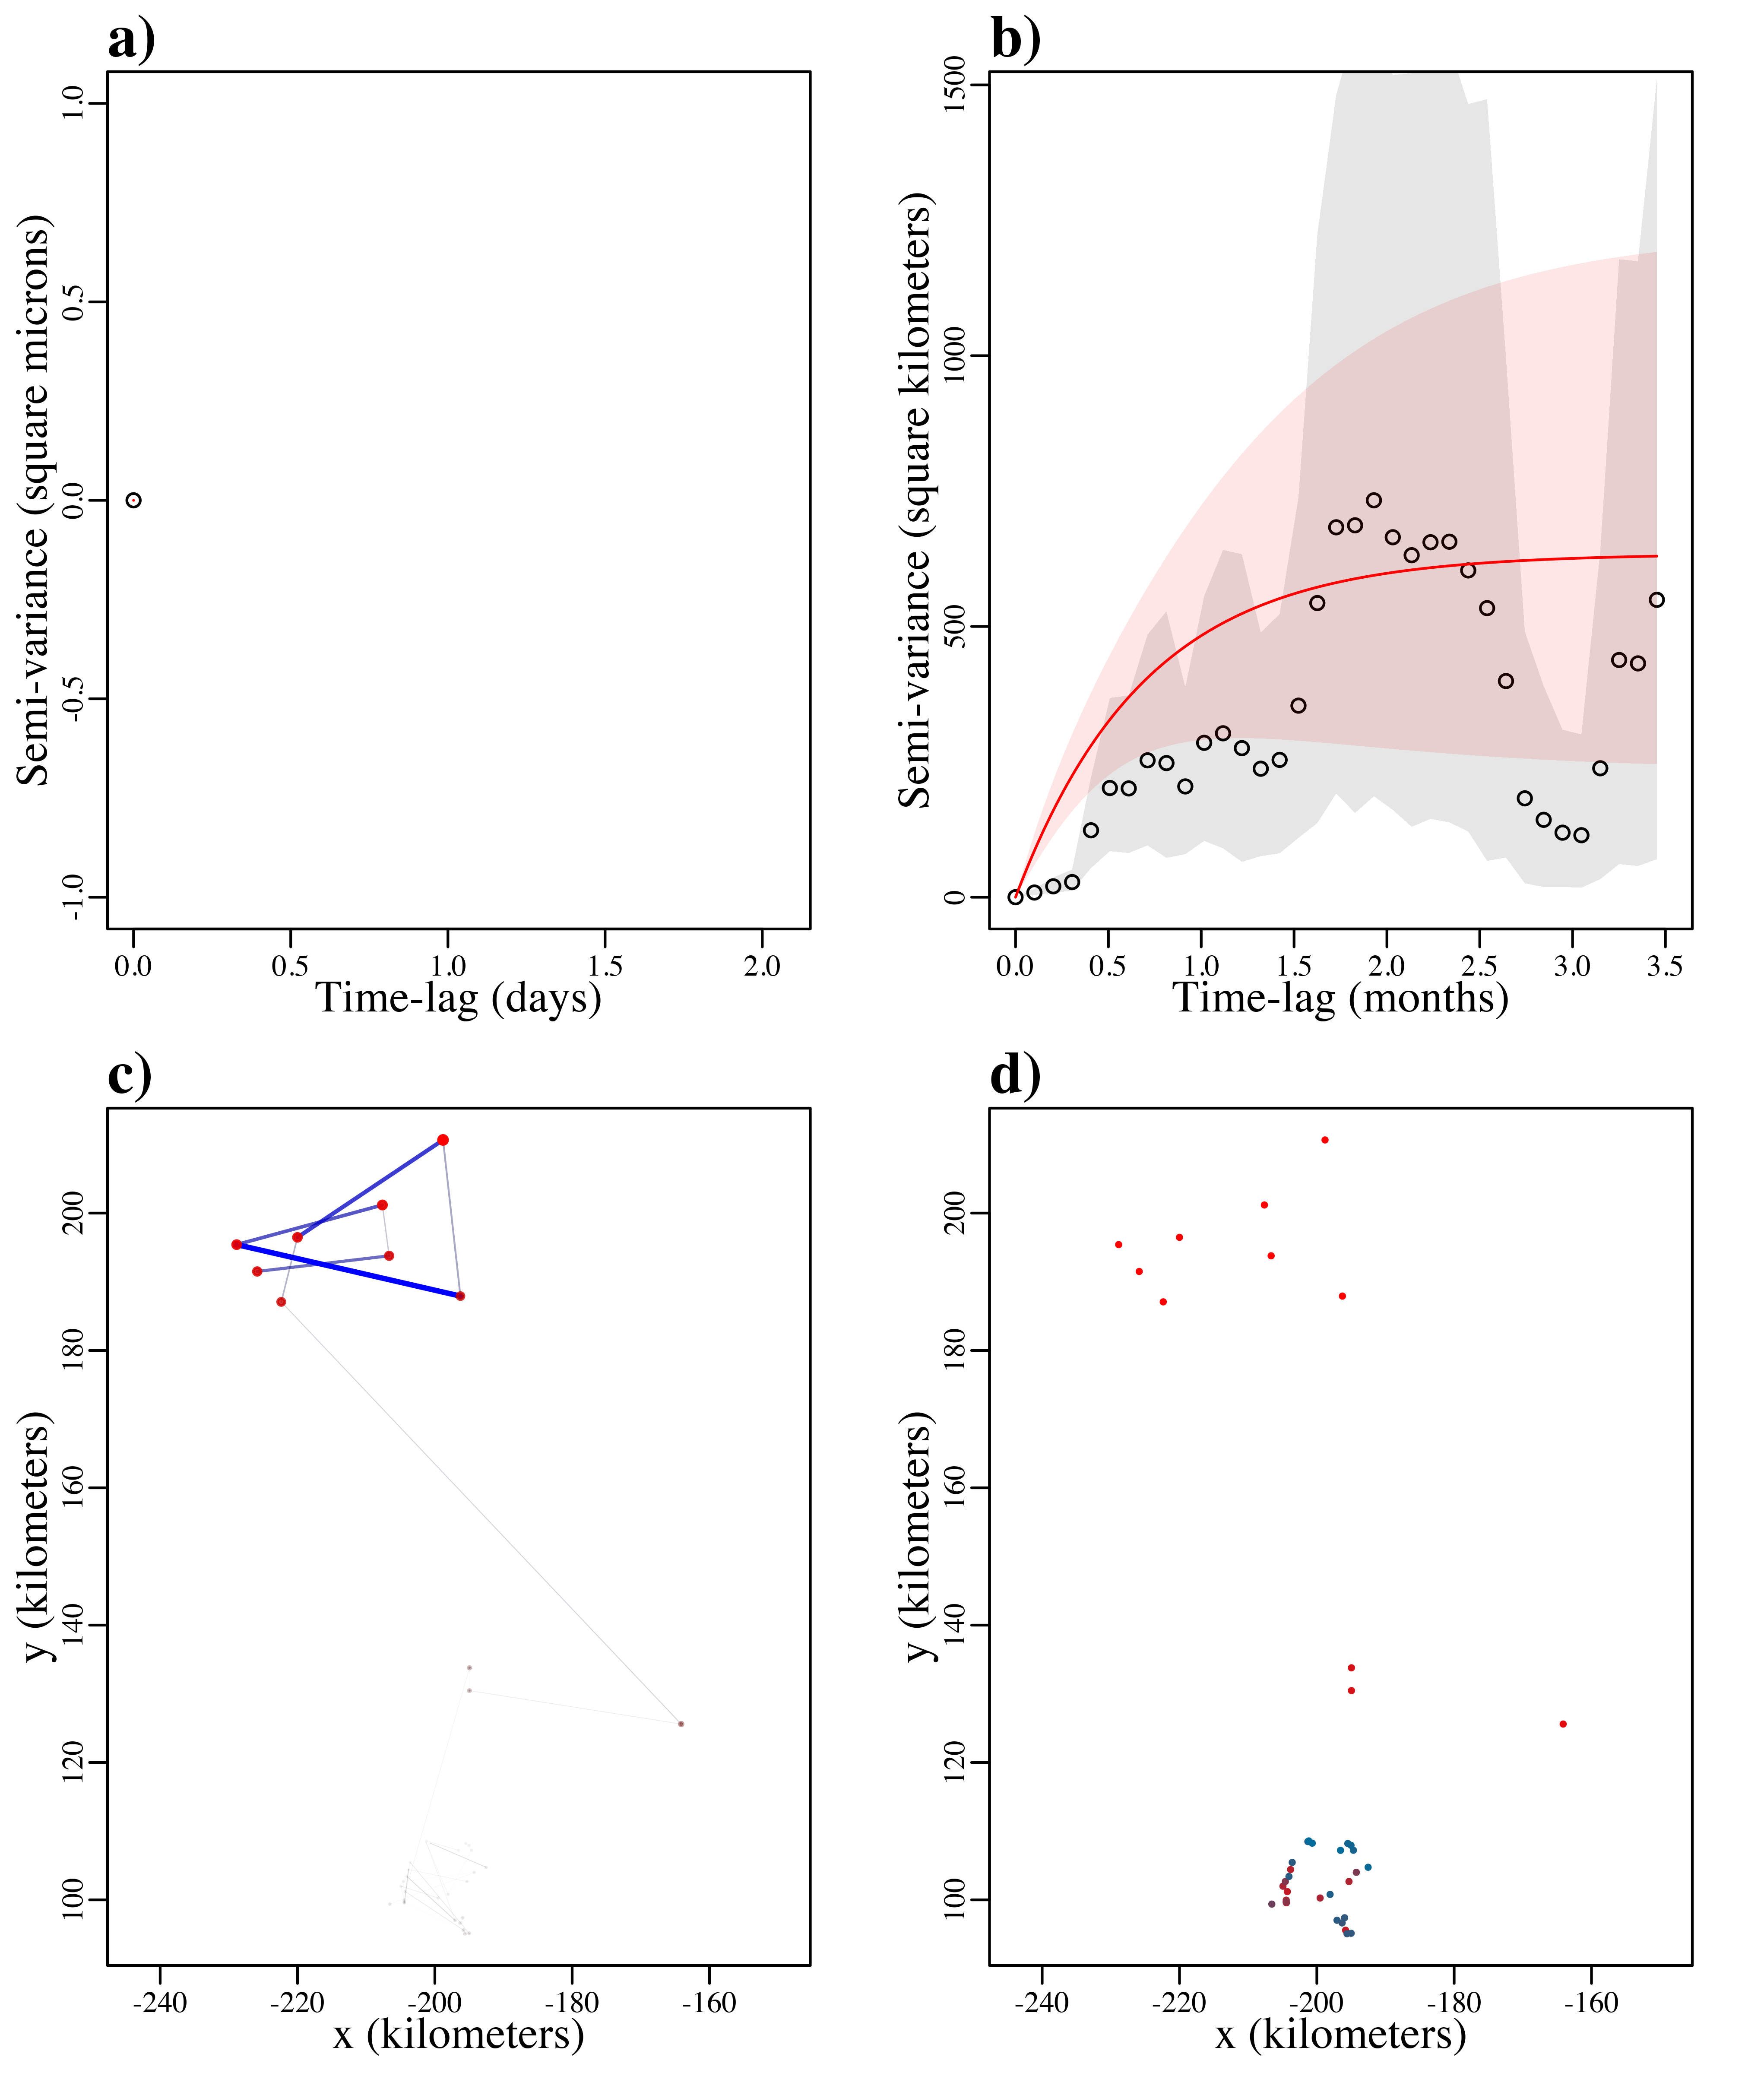 a)
Semi-variance (square microns)
1.0
0.5
0.0
-0.5
-1.0
0.0 0.5 1.0 1.5 2.0
Time-lag (days)
b)
Semi-variance (square kilometers)
1500
1000
500
0
0.0 0.5 1.0 1.5 2.0 2.5 3.0 3.5
Time-lag (months)
c)
y (kilometers)
200
180
160
140
120
100
-240 -220 -200 -180 -160
x (kilometers)
d)
y (kilometers)
200
180
160
140
120
100
-240 -220 -200 -180 -160
x (kilometers)